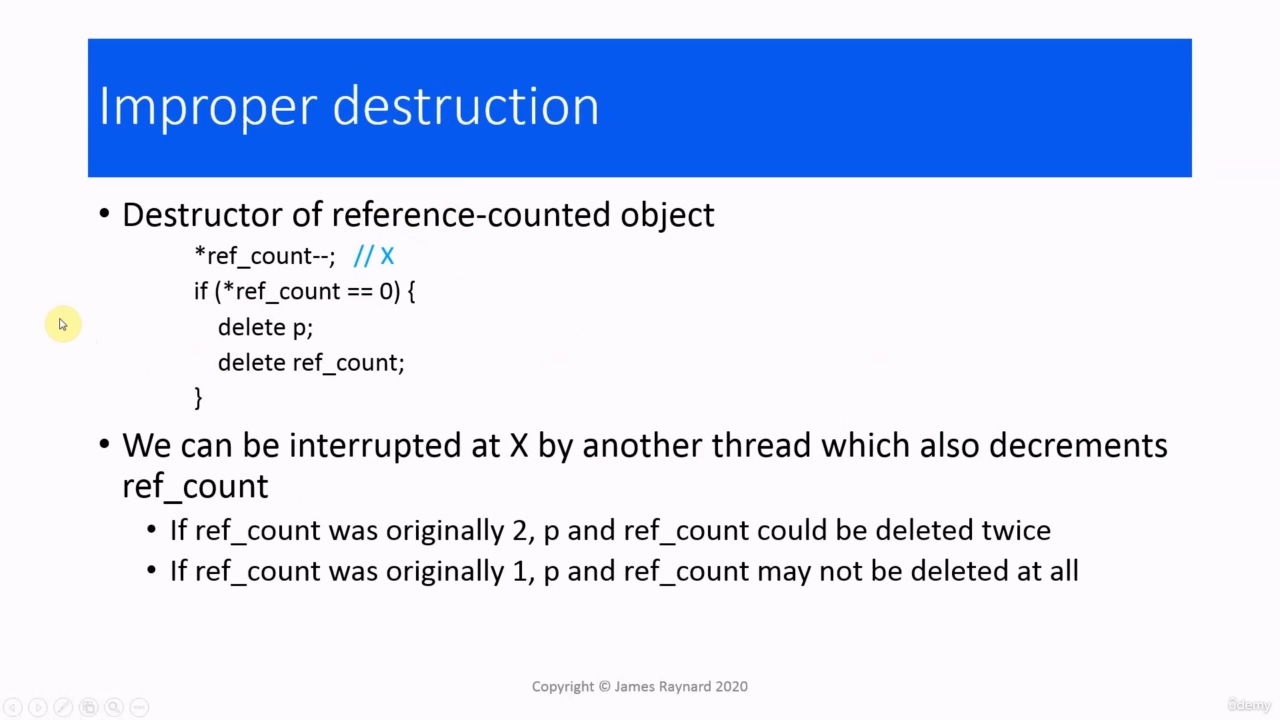 Improper destruction
• Destructor of reference-counted object
*ref_count--; // X
if (*ref_count == 0) {
delete p;
delete ref_count;
}
• We can be interrupted at X by another thread which also decrements
ref_count
• If ref_count was originally 2, p and ref_count could be deleted twice
• If ref_count was originally 1, p and ref_count may not be deleted at all
Copyright © James Raynard 2020
ûdemy